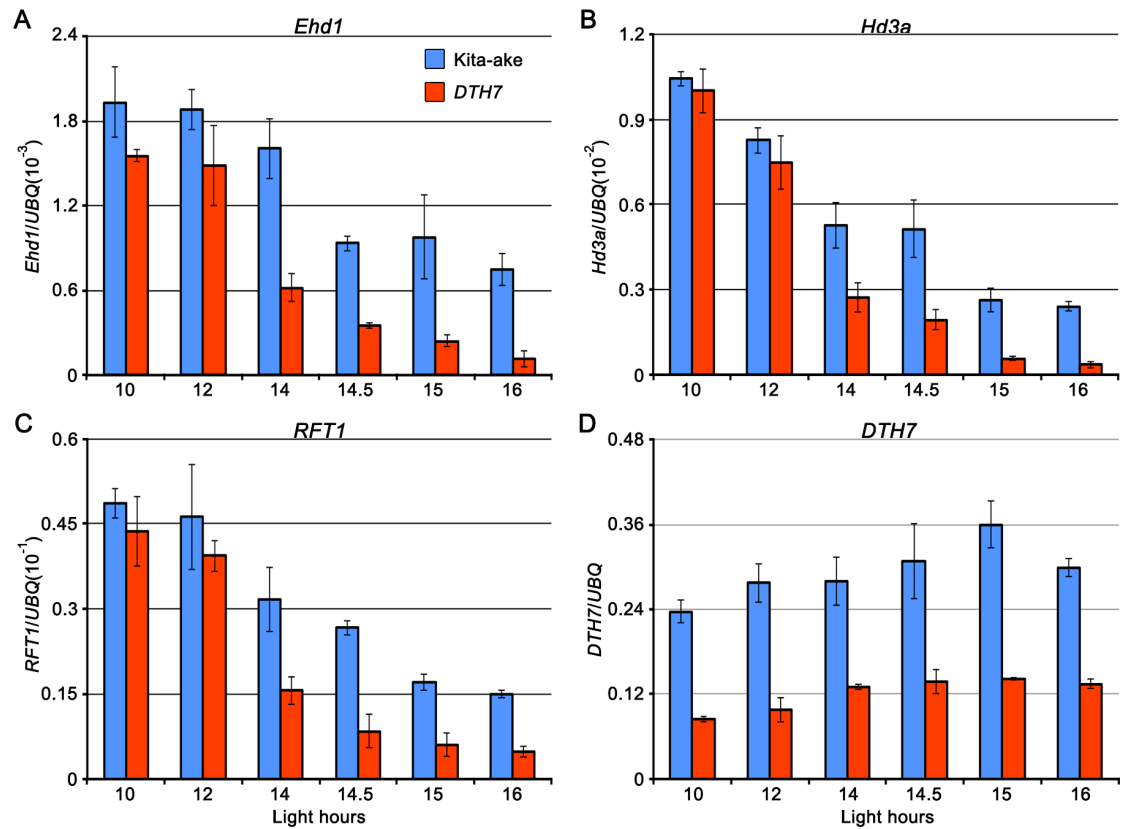 A
Ehd1
2.4
1.8
1.2
0.6
0
Ehd1/UBQ(10⁻³)
Kita-ake
DTH7
10 12 14 14.5 15 16
B
Hd3a
1.2
0.9
0.6
0.3
0
Hd3a/UBQ(10⁻²)
10 12 14 14.5 15 16
C
RFT1
0.6
0.45
0.3
0.15
0
RFT1/UBQ(10⁻¹)
10 12 14 14.5 15 16
Light hours
D
DTH7
0.48
0.36
0.24
0.12
0
DTH7/UBQ
10 12 14 14.5 15 16
Light hours